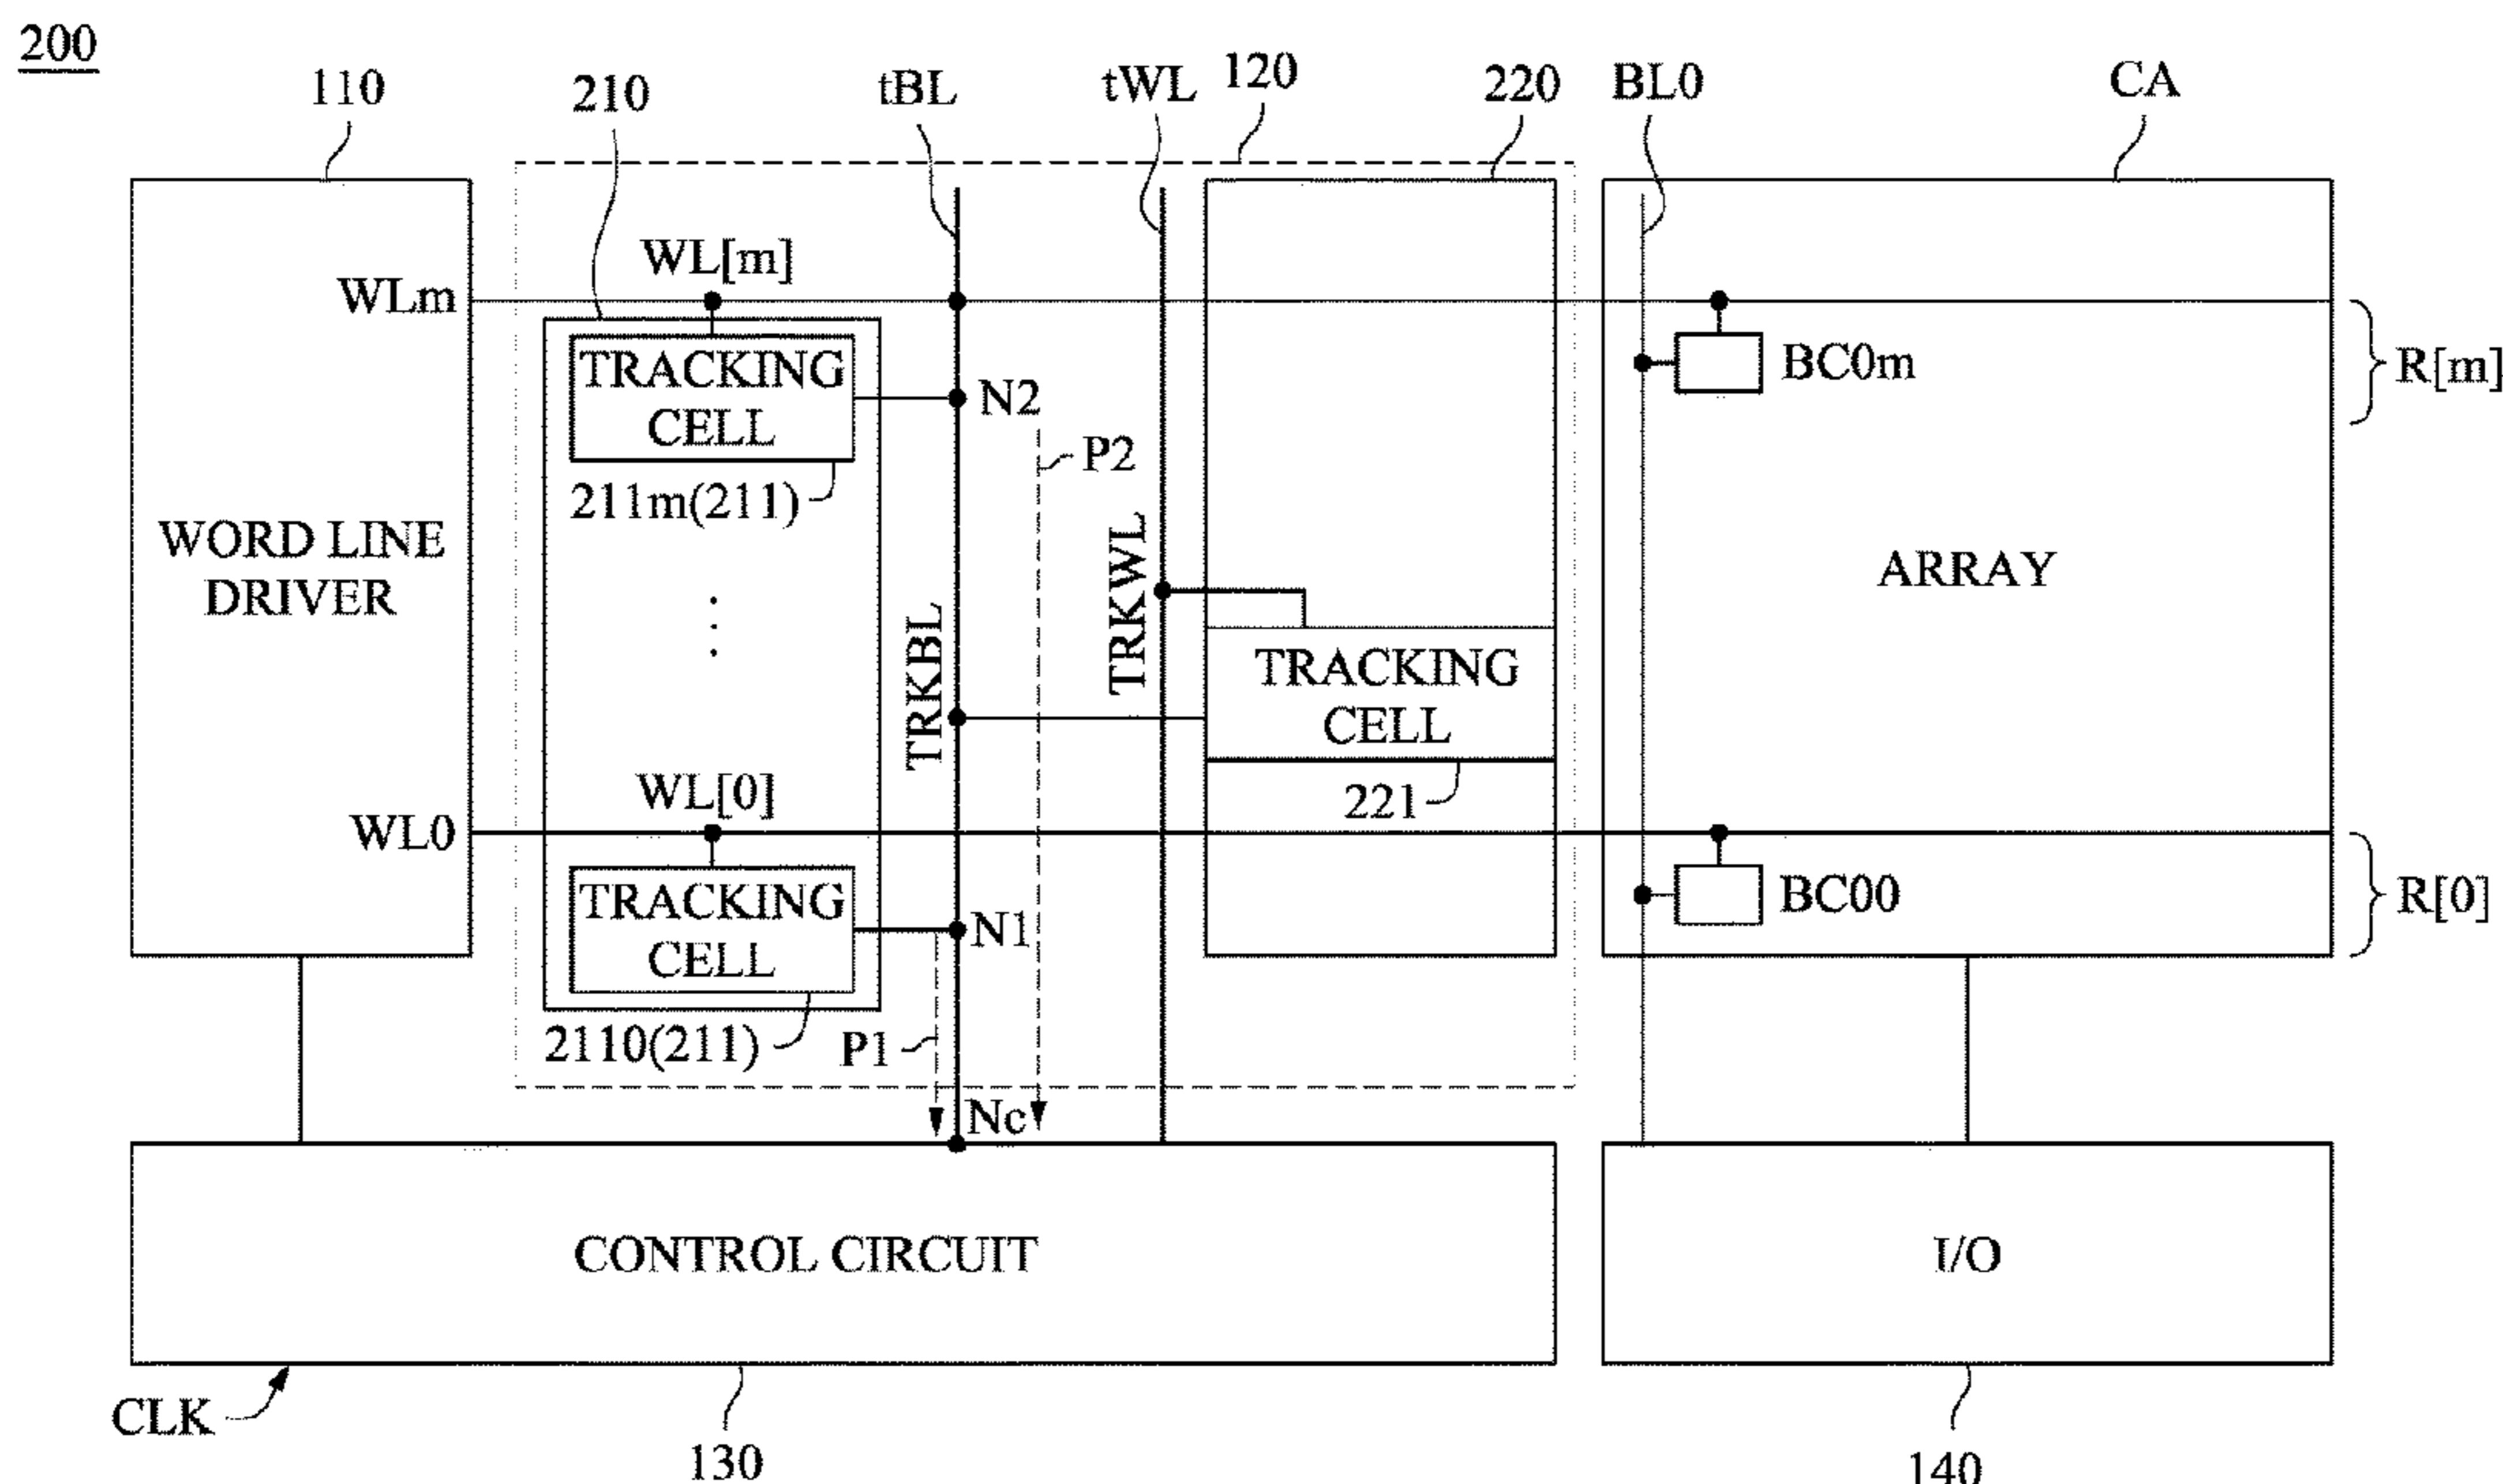 200
110
210
tBL
tWL
120
220
BL0
CA
WL[m]
WLm
TRACKING
CELL
N2
BC0m
R[m]
P2
211m(211)
WORD LINE
DRIVER
TRKBL
TRKWL
ARRAY
TRACKING
CELL
221
WL[0]
WL0
TRACKING
CELL
N1
BC00
R[0]
2110(211)
P1
Nc
CONTROL CIRCUIT
I/O
CLK
130
140